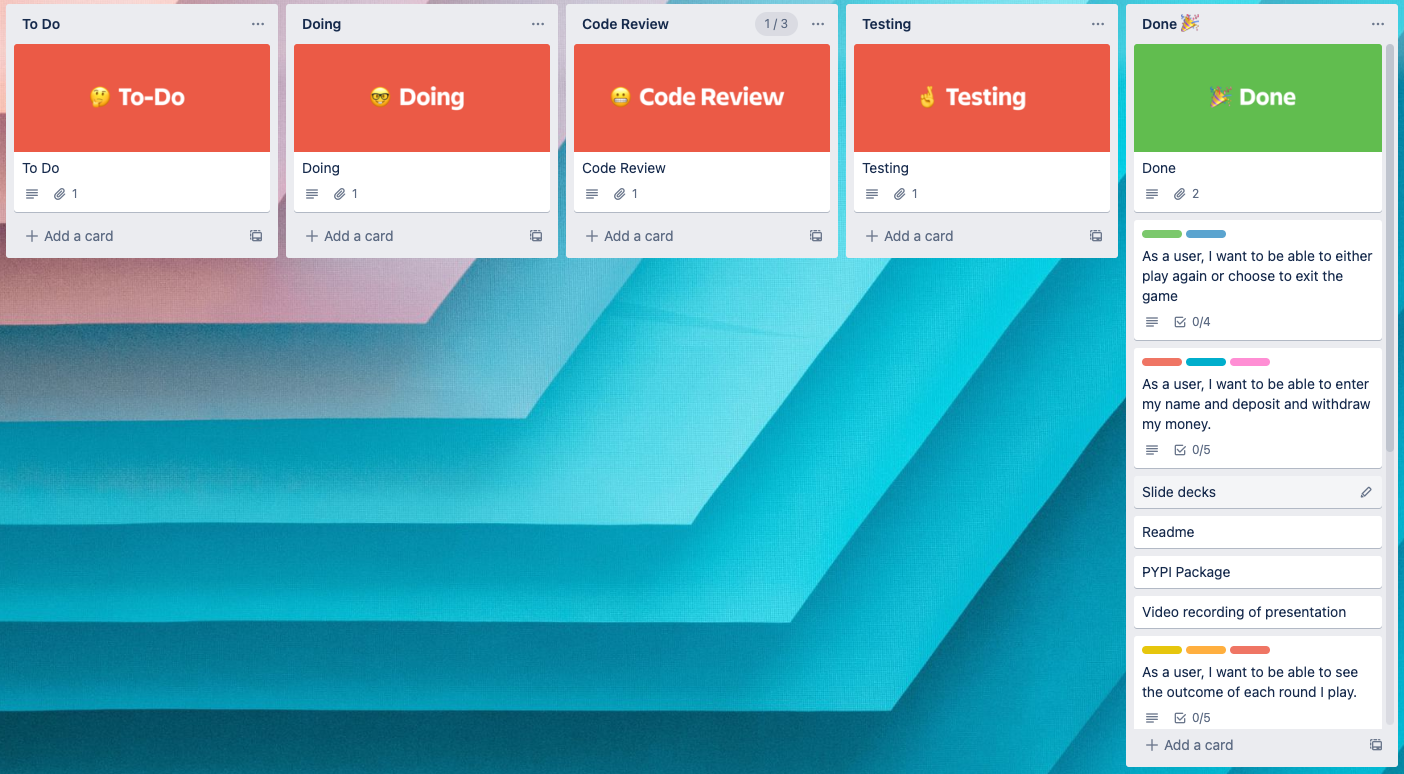 To Do
🤔 To-Do
To Do
1
Add a card
Doing
🤓 Doing
Doing
1
Add a card
Code Review
1 / 3
😬 Code Review
Code Review
1
Add a card
Testing
🤞 Testing
Testing
1
Add a card
Done 🎉
🎉 Done
Done
2
As a user, I want to be able to either
play again or choose to exit the
game
0/4
As a user, I want to be able to enter
my name and deposit and withdraw
my money.
0/5
Slide decks
Readme
PYPI Package
Video recording of presentation
As a user, I want to be able to see
the outcome of each round I play.
0/5
Add a card